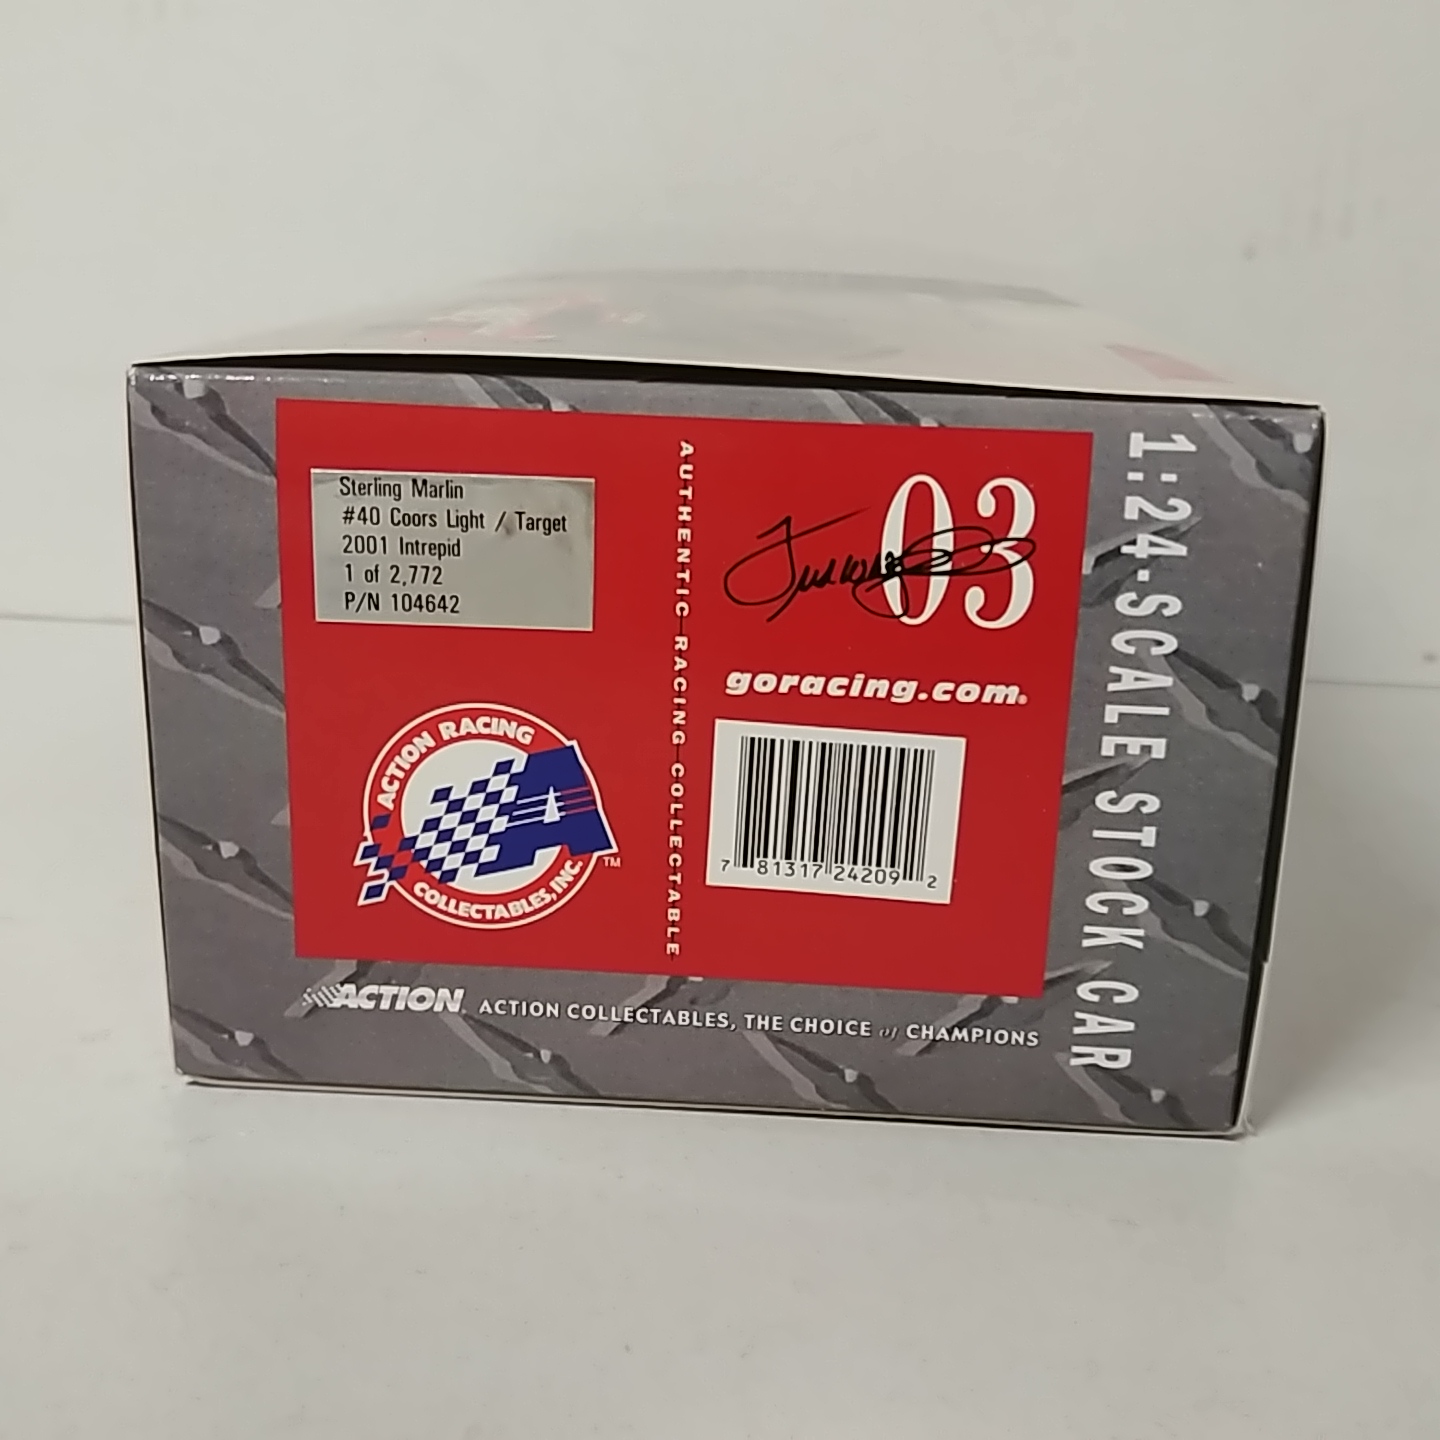 Sterling Marlin
#40 Coors Light / Target
2001 Intrepid
1 of 2,772
P/N 104642
ACTION RACING
COLLECTABLES, INC.
TM
AUTHENTIC RACING COLLECTABLE
03
goracing.com
7 81317 24209 2
1:24-SCALE STOCK CAR
ACTION
ACTION COLLECTABLES, THE CHOICE of CHAMPIONS